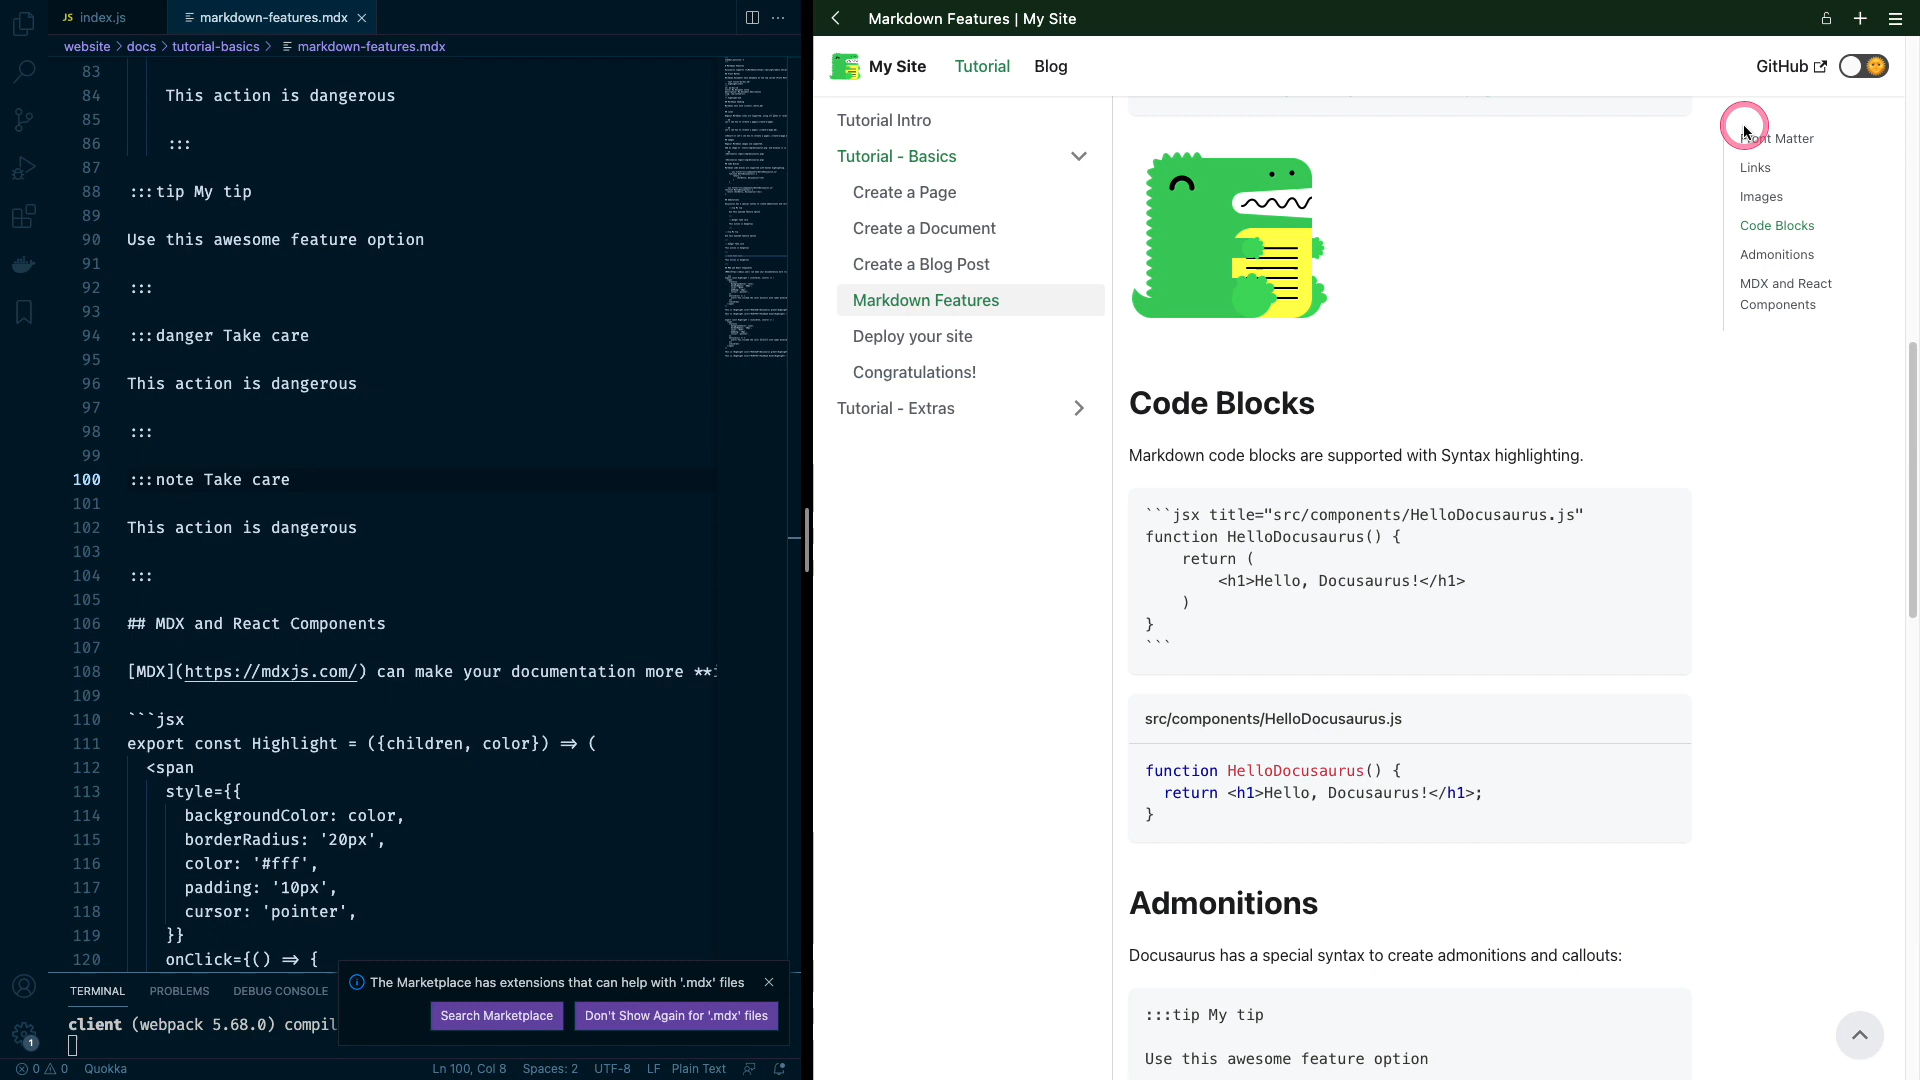 JS index.js
markdown-features.mdx
website > docs > tutorial-basics > markdown-features.mdx
83
84 This action is dangerous
85
86 :::
87
88 :::tip My tip
89
90 Use this awesome feature option
91
92 :::
93
94 :::danger Take care
95
96 This action is dangerous
97
98 :::
99
100 :::note Take care
101
102 This action is dangerous
103
104 :::
105
106 ## MDX and React Components
107
108 [MDX](https://mdxjs.com/) can make your documentation more **
109
110 ```jsx
111 export const Highlight = ({children, color}) => (
112 <span
113 style={{
114 backgroundColor: color,
115 borderRadius: '20px',
116 color: '#fff',
117 padding: '10px',
118 cursor: 'pointer',
119 }}
120 onClick={() => {
TERMINAL PROBLEMS DEBUG CONSOLE
client (webpack 5.68.0) compil
The Marketplace has extensions that can help with '.mdx' files
Search Marketplace
Don't Show Again for '.mdx' files
1
0 0 Quokka
Ln 100, Col 8 Spaces: 2 UTF-8 LF Plain Text
Markdown Features | My Site
My Site Tutorial Blog
GitHub
Tutorial Intro
Tutorial - Basics
Create a Page
Create a Document
Create a Blog Post
Markdown Features
Deploy your site
Congratulations!
Tutorial - Extras
Code Blocks
Markdown code blocks are supported with Syntax highlighting.
```jsx title="src/components/HelloDocusaurus.js"
function HelloDocusaurus() {
return (
<h1>Hello, Docusaurus!</h1>
)
}
```
src/components/HelloDocusaurus.js
function HelloDocusaurus() {
return <h1>Hello, Docusaurus!</h1>;
}
Admonitions
Docusaurus has a special syntax to create admonitions and callouts:
:::tip My tip
Use this awesome feature option
Front Matter
Links
Images
Code Blocks
Admonitions
MDX and React
Components